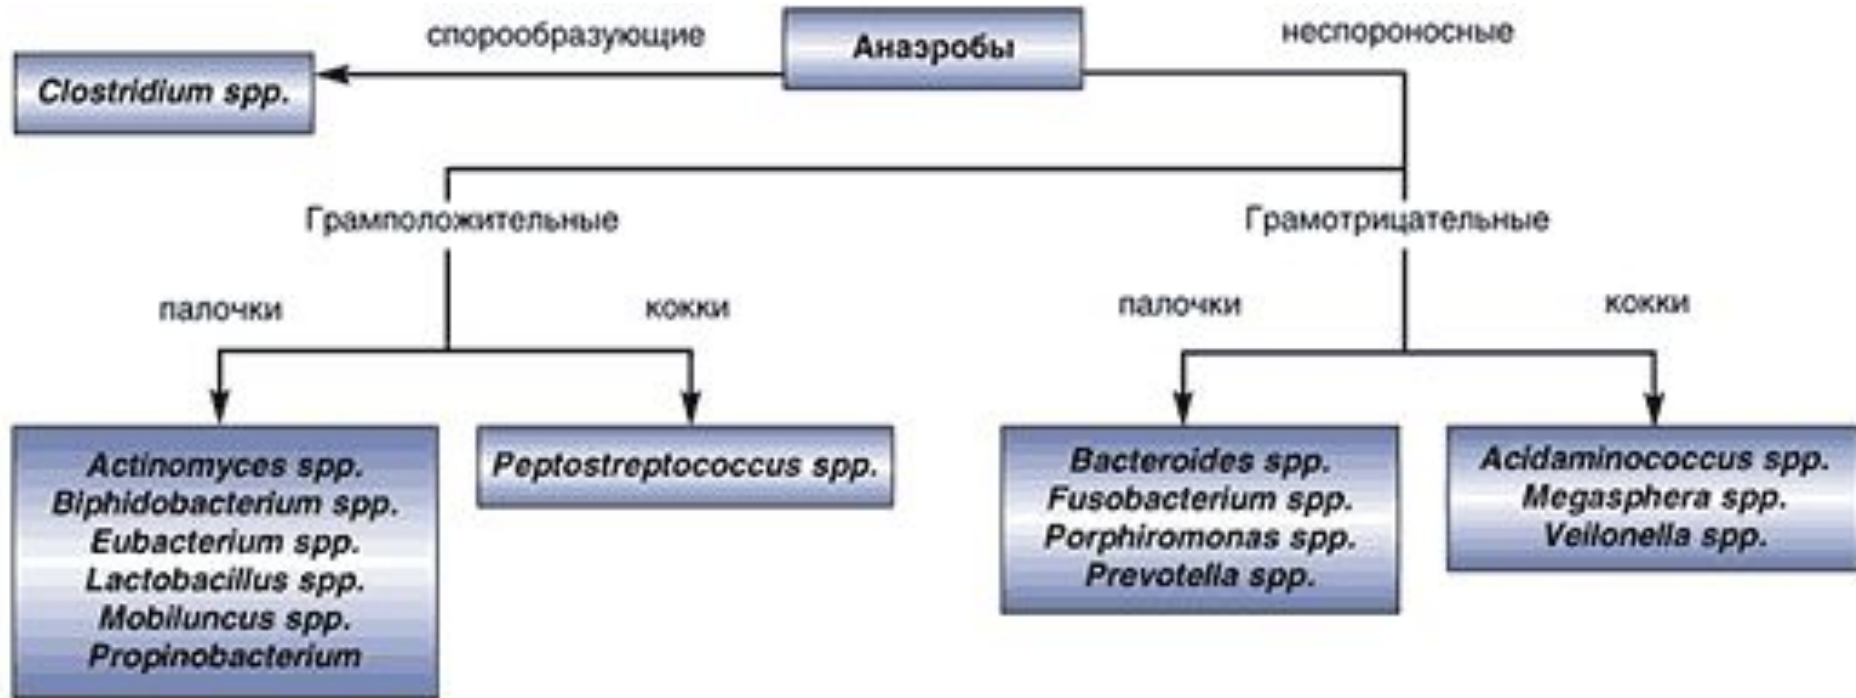 Анаэробы
спорообразующие
неспороносные
Clostridium spp.
Грамположительные
Грамотрицательные
палочки
кокки
палочки
кокки
Actinomyces spp.
Biphidobacterium spp.
Eubacterium spp.
Lactobacillus spp.
Mobiluncus spp.
Propinobacterium
Peptostreptococcus spp.
Bacteroides spp.
Fusobacterium spp.
Porphiromonas spp.
Prevotella spp.
Acidaminococcus spp.
Megasphera spp.
Veilonella spp.